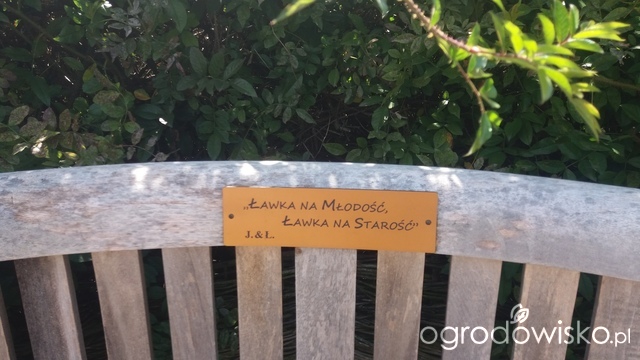 „Ławka na Młodość,
Ławka na Starość”
J. & Ł.
ogrodowisko.pl